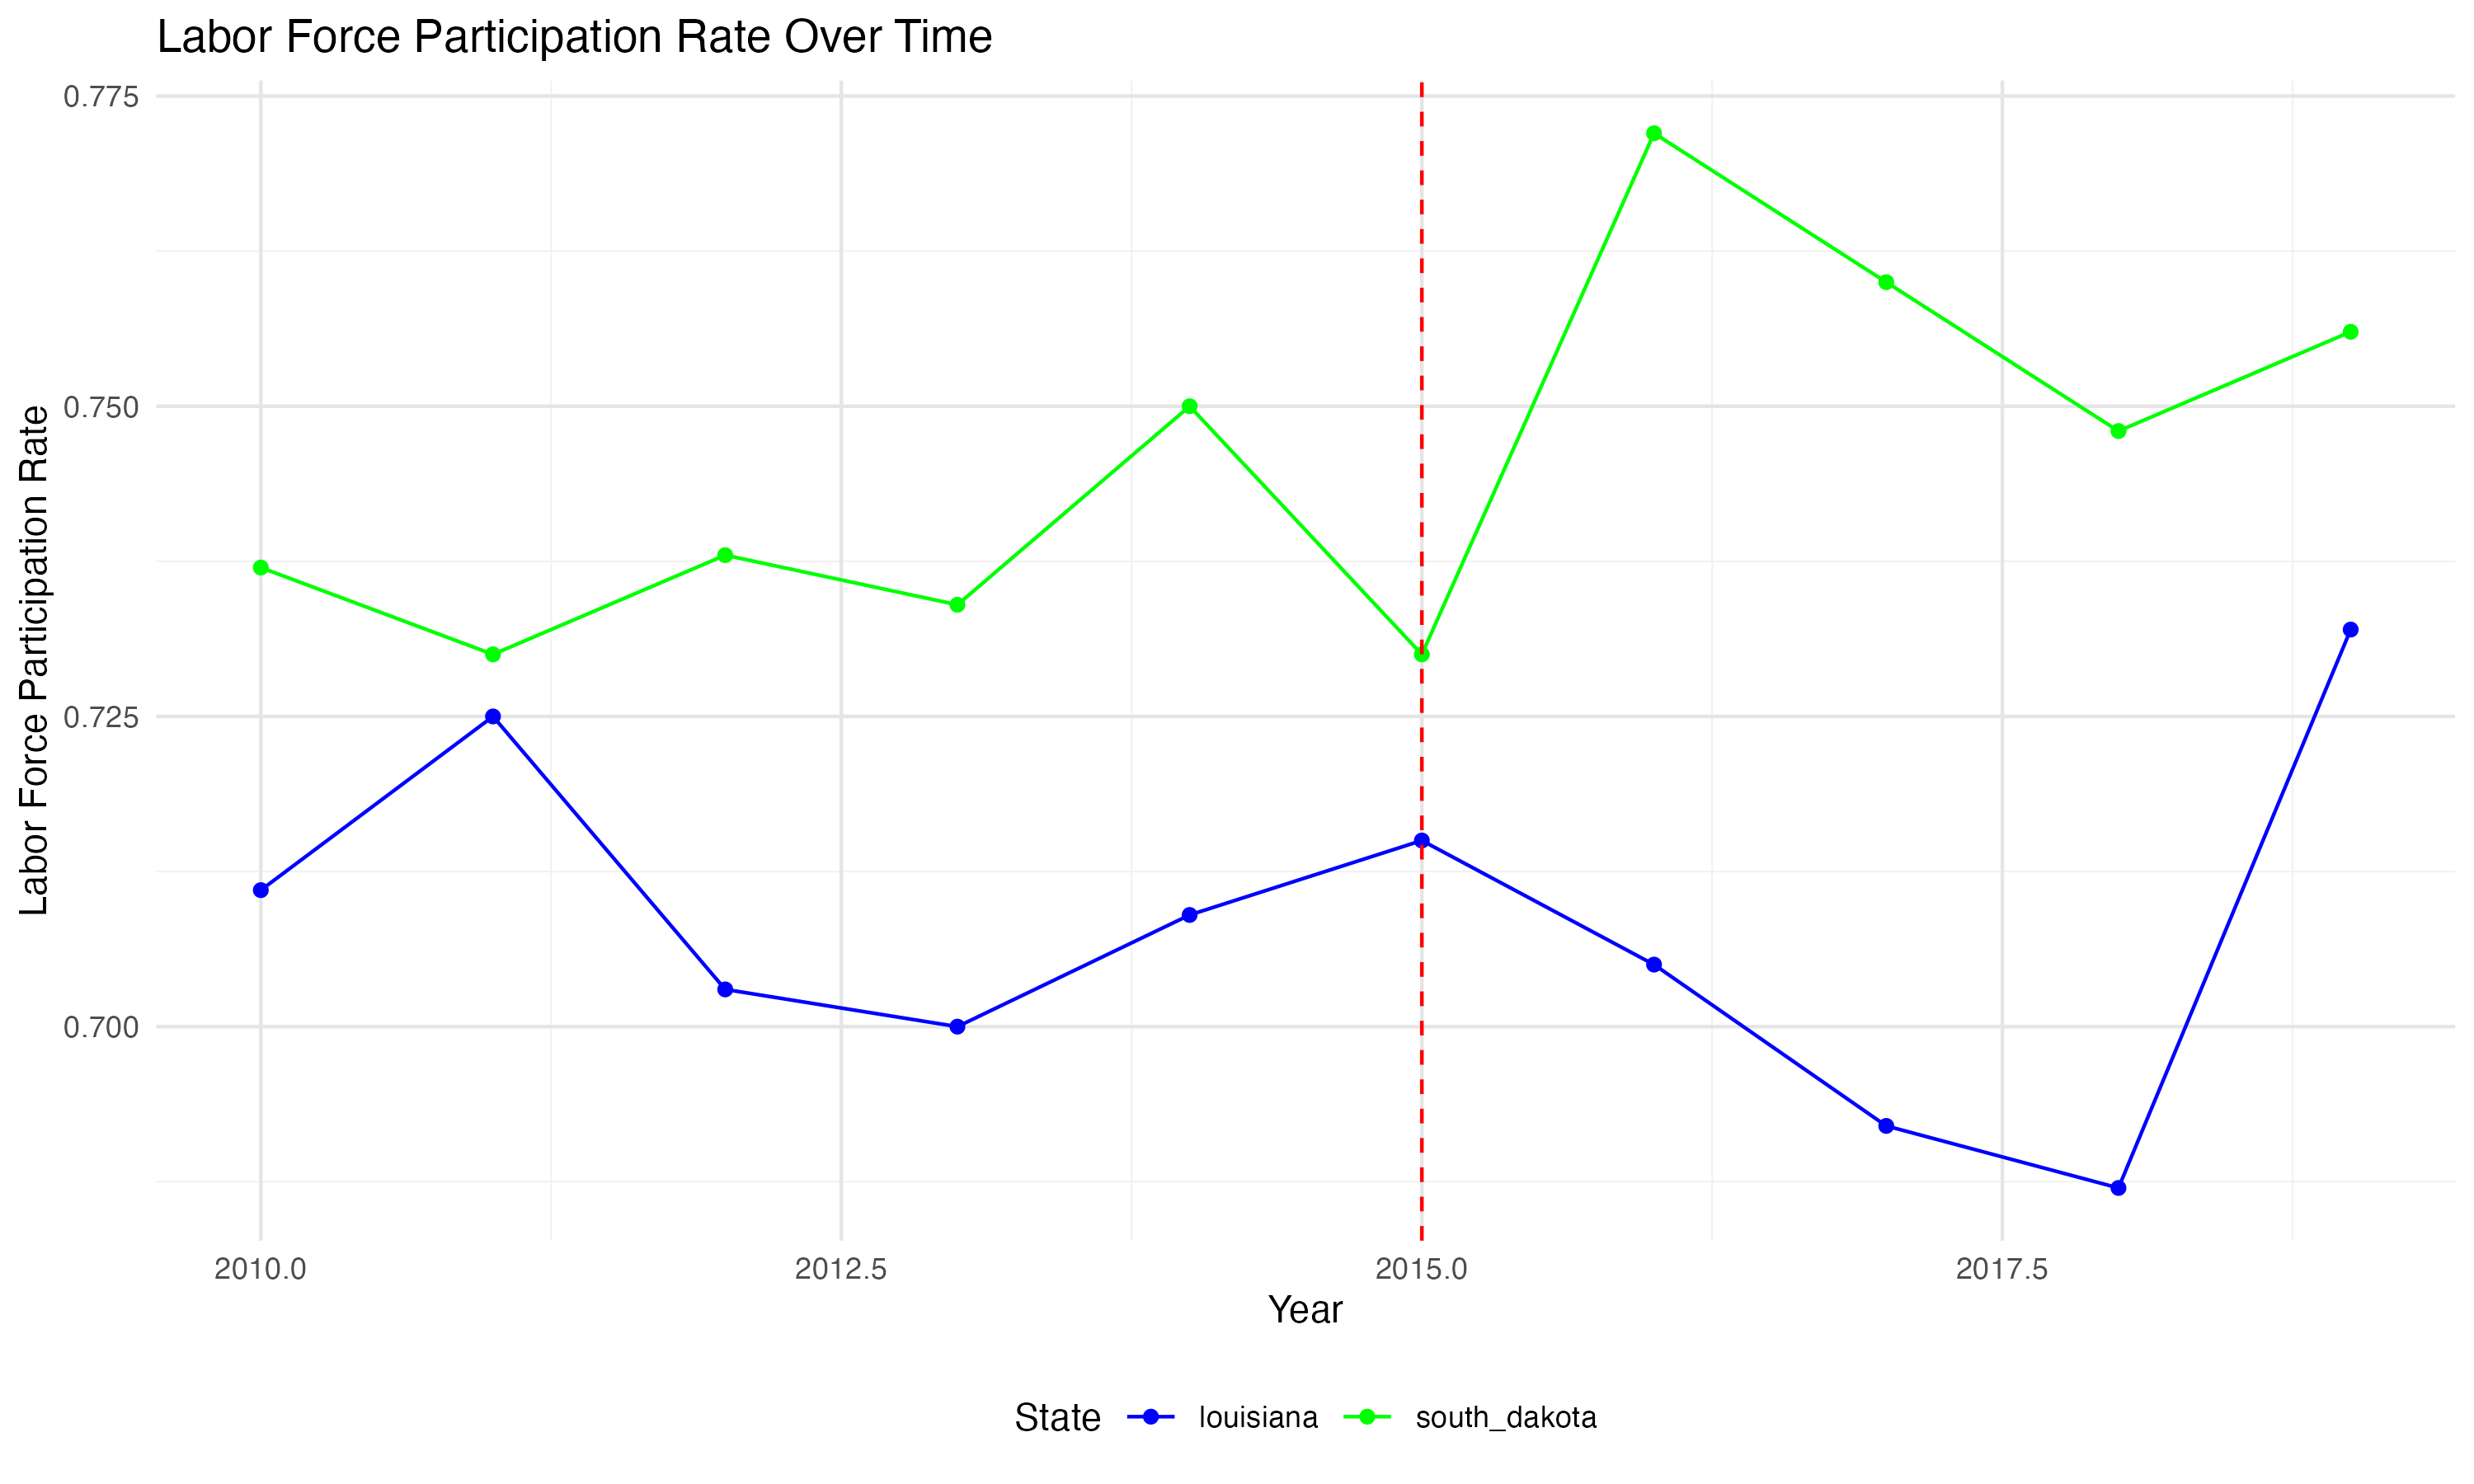 Labor Force Participation Rate Over Time
Labor Force Participation Rate
0.775
0.750
0.725
0.700
2010.0 2012.5 2015.0 2017.5
Year
State louisiana south_dakota